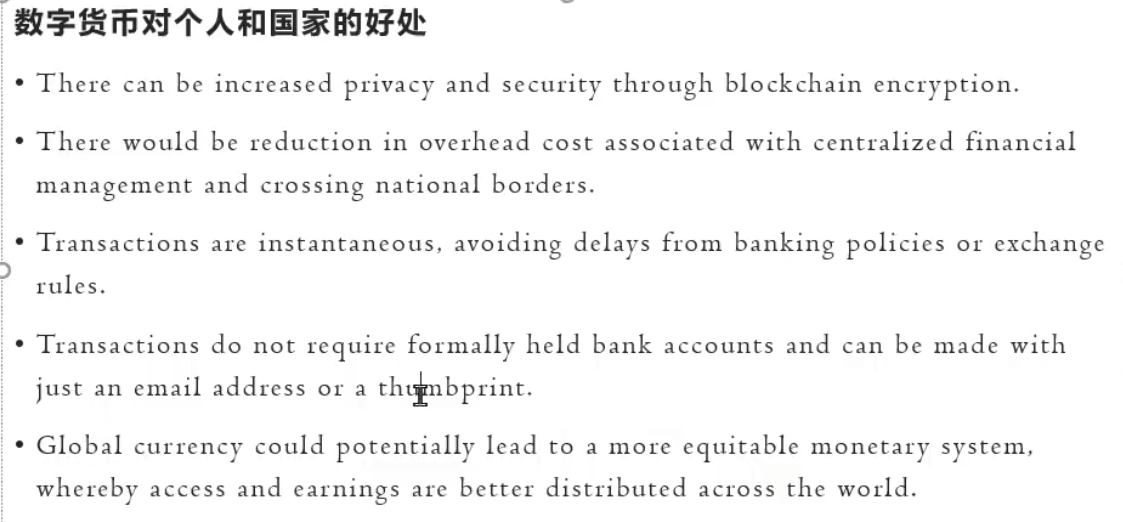 数字货币对个人和国家的好处
• There can be increased privacy and security through blockchain encryption.
• There would be reduction in overhead cost associated with centralized financial
management and crossing national borders.
• Transactions are instantaneous, avoiding delays from banking policies or exchange
rules.
• Transactions do not require formally held bank accounts and can be made with
just an email address or a thumbprint.
• Global currency could potentially lead to a more equitable monetary system,
whereby access and earnings are better distributed across the world.